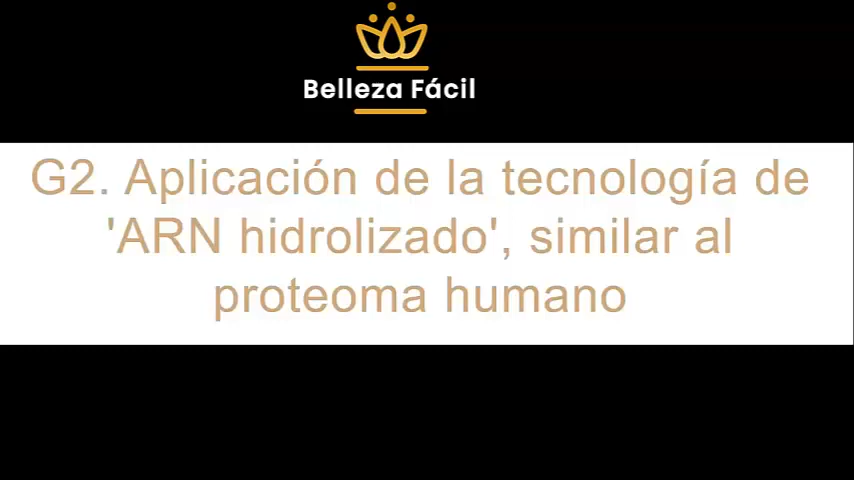 Belleza Fácil
G2. Aplicación de la tecnología de
'ARN hidrolizado', similar al
proteoma humano